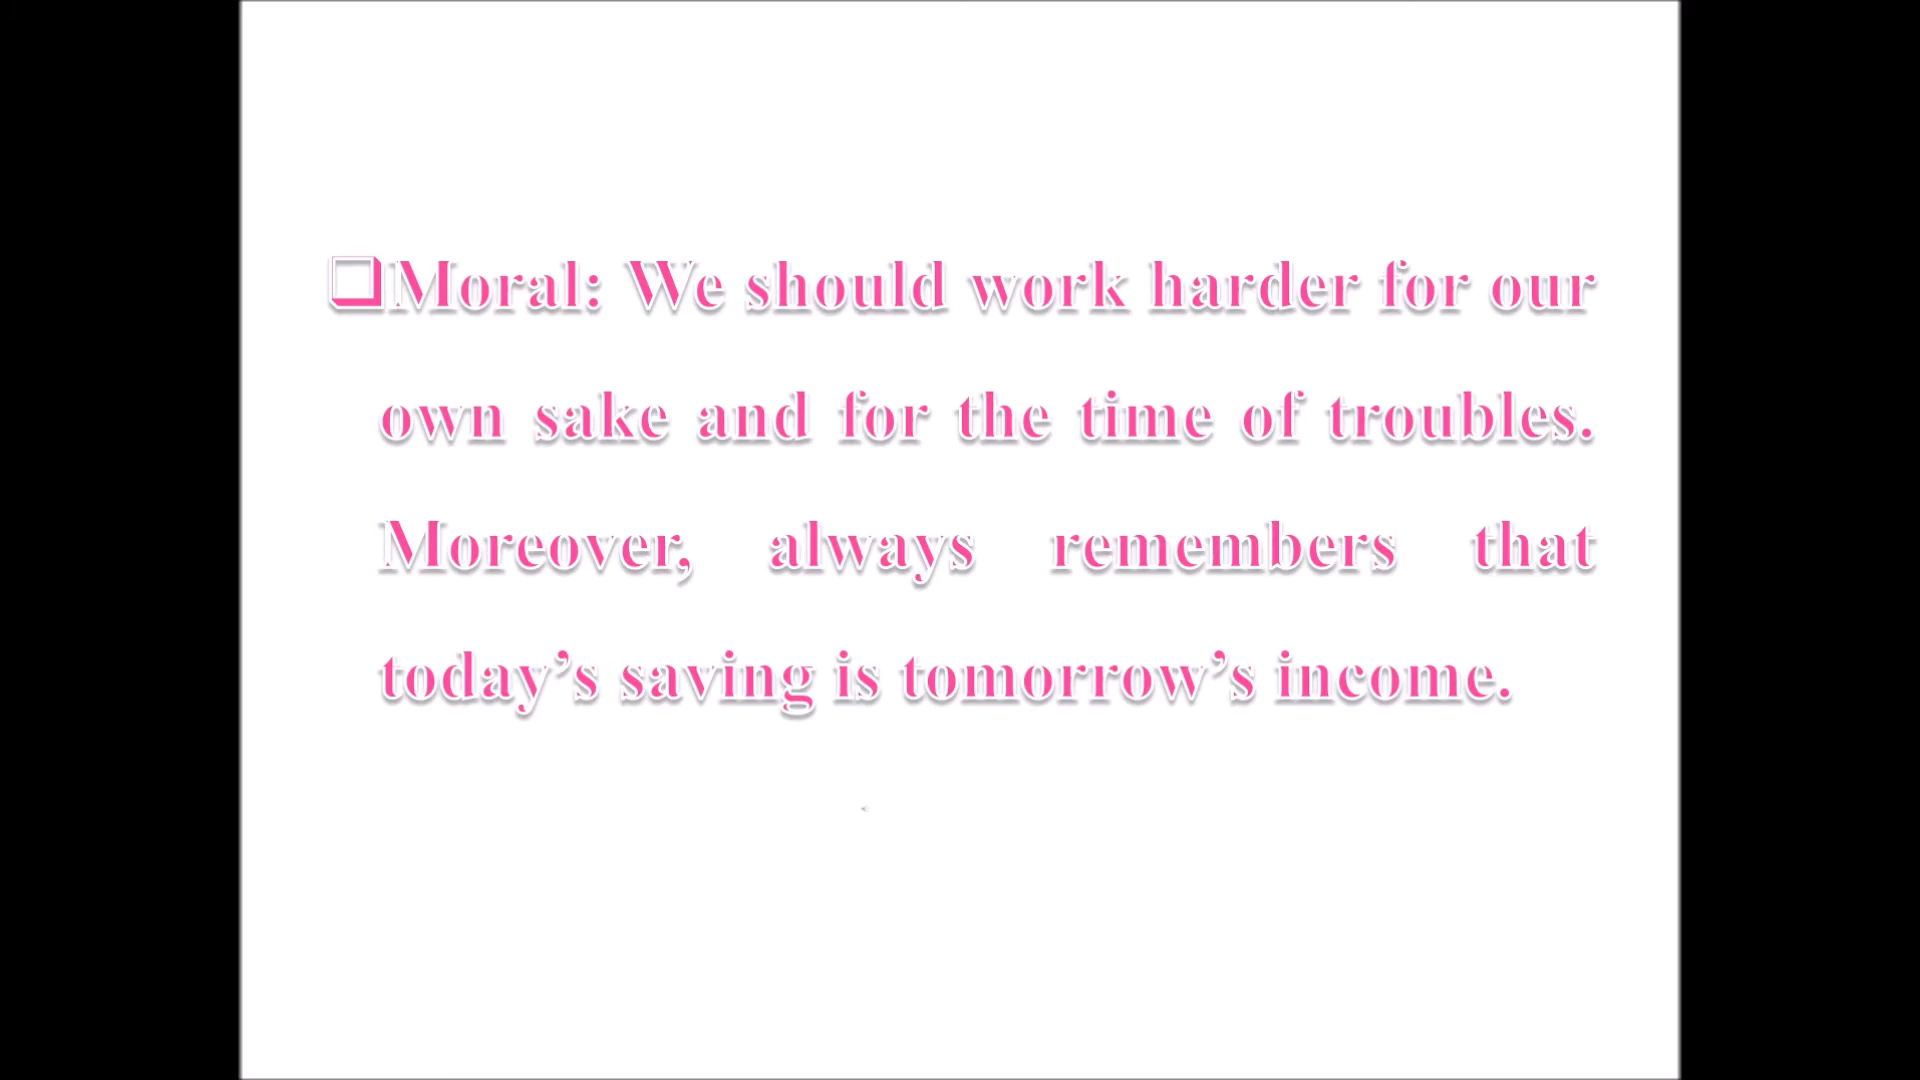 ❑Moral: We should work harder for our
own sake and for the time of troubles.
Moreover, always remembers that
today’s saving is tomorrow’s income.